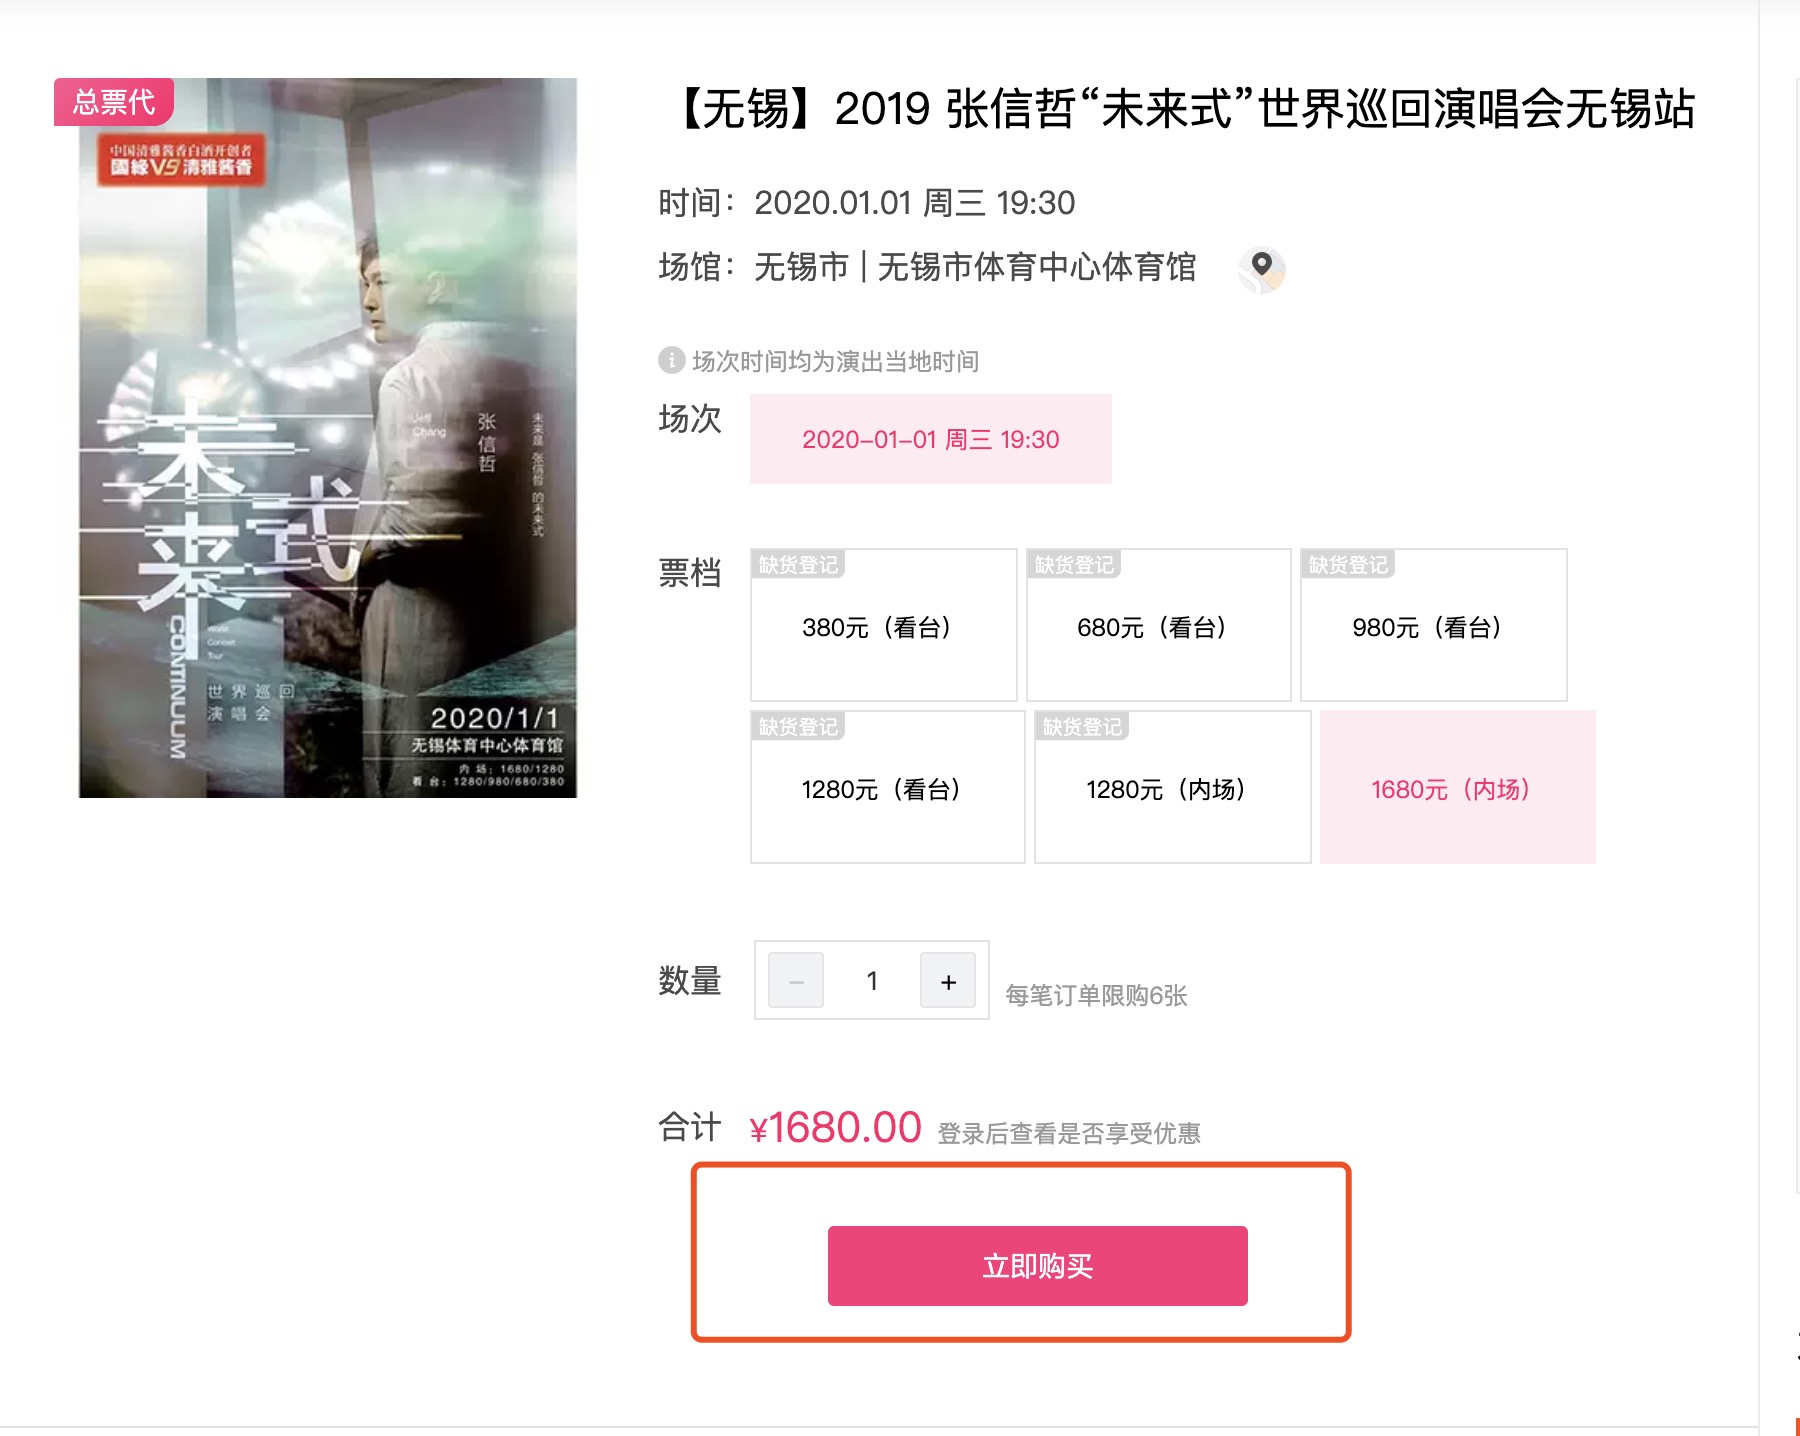 总票代
中国清雅酱香白酒开创者
國緣V9 清雅酱香
未来式
CONTINUUM
Jeff
Chang
张信哲
未来是 张信哲 的未来式
World
Concert
Tour
世界巡回
演唱会
2020/1/1
无锡体育中心体育馆
内 场：1680/1280
看 台：1280/980/680/380
【无锡】2019 张信哲“未来式”世界巡回演唱会无锡站
时间：2020.01.01 周三 19:30
场馆：无锡市 | 无锡市体育中心体育馆
场次时间均为演出当地时间
场次
2020-01-01 周三 19:30
票档
缺货登记
380元（看台）
缺货登记
680元（看台）
缺货登记
980元（看台）
缺货登记
1280元（看台）
缺货登记
1280元（内场）
1680元（内场）
数量
− 1 +
每笔订单限购6张
合计 ¥1680.00 登录后查看是否享受优惠
立即购买